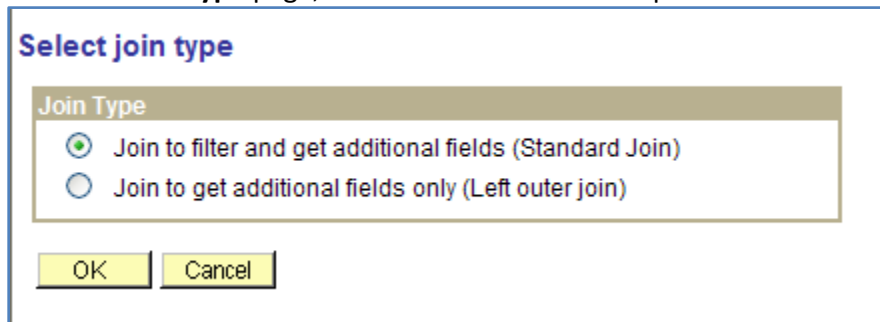 Select join type
Join Type
Join to filter and get additional fields (Standard Join)
Join to get additional fields only (Left outer join)
OK Cancel